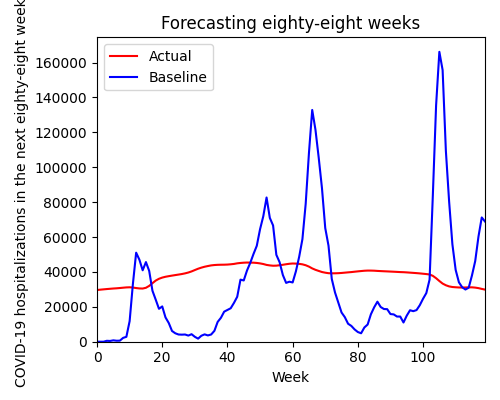 Forecasting eighty-eight weeks
COVID-19 hospitalizations in the next eighty-eight week
Actual
Baseline
160000
140000
120000
100000
80000
60000
40000
20000
0
0 20 40 60 80 100
Week